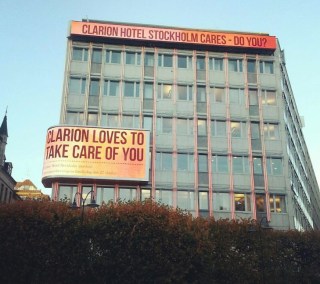 CLARION HOTEL STOCKHOLM CARES - DO YOU?
CLARION LOVES TO
TAKE CARE OF YOU